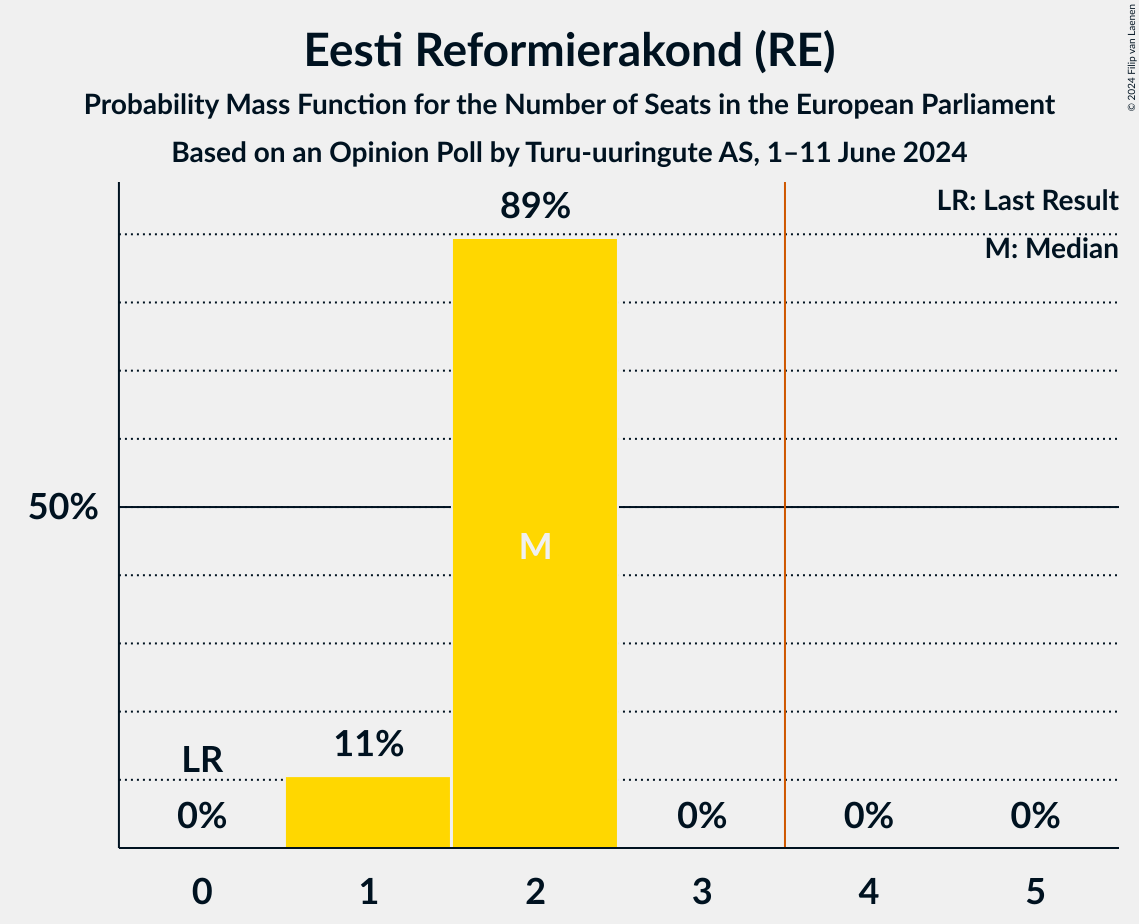 Eesti Reformierakond (RE)
Probability Mass Function for the Number of Seats in the European Parliament
Based on an Opinion Poll by Turu-uuringute AS, 1–11 June 2024
© 2024 Filip van Laenen
LR: Last Result
M: Median
89%
50%
M
LR
11%
0%
0%
0%
0%
0
1
2
3
4
5